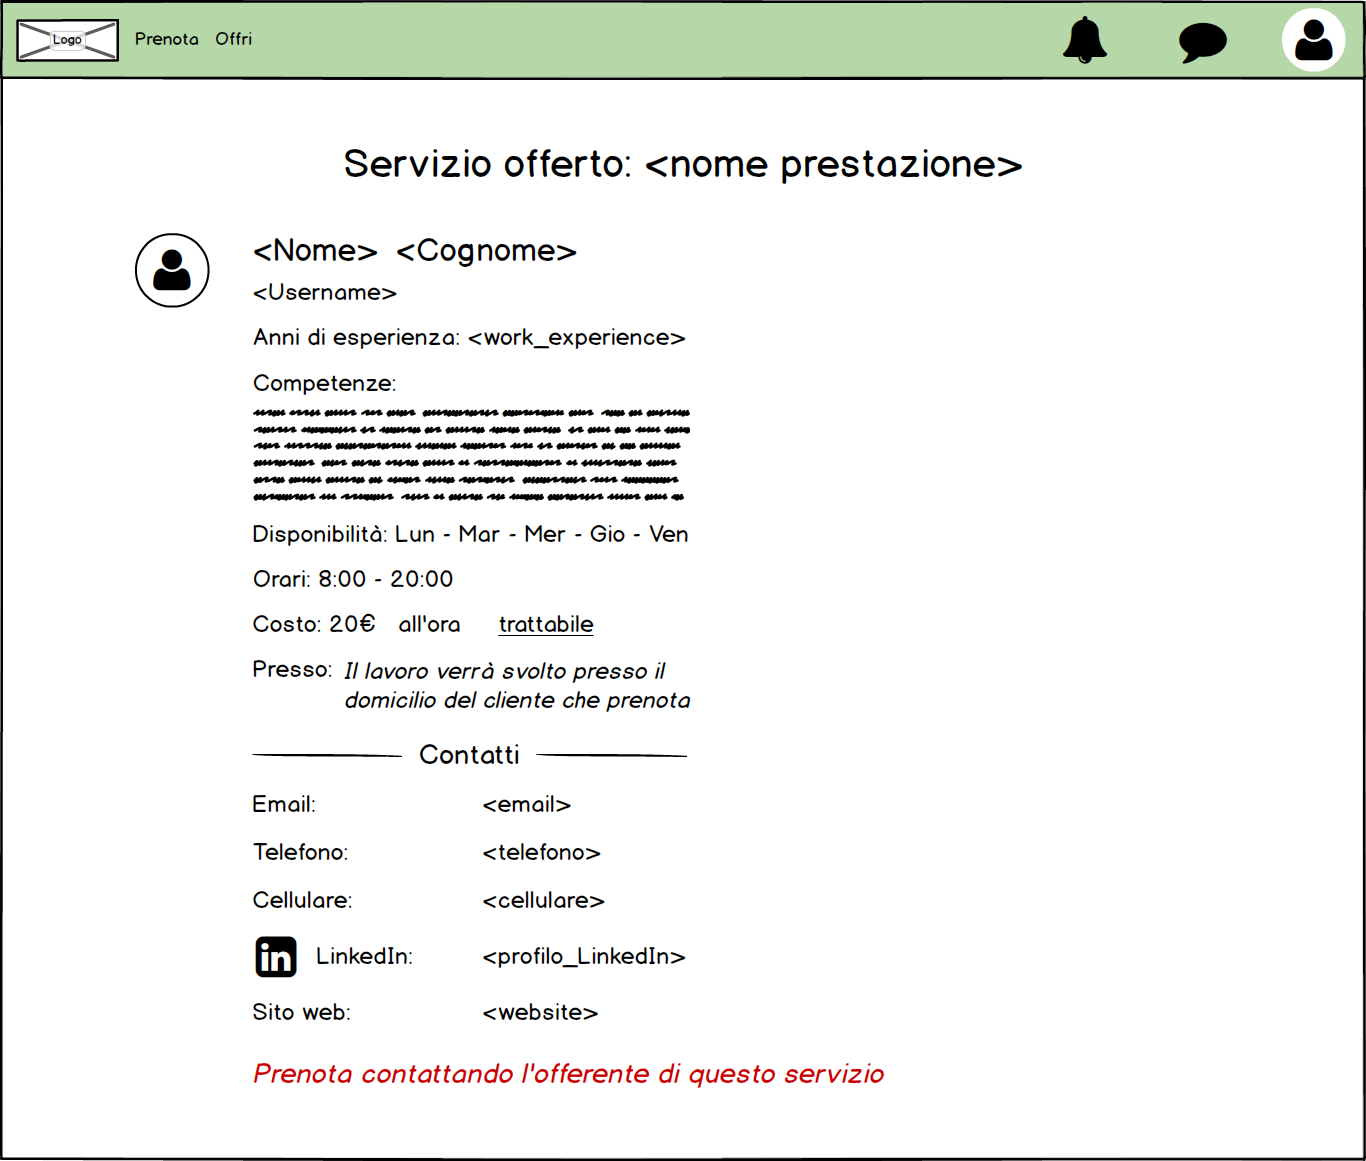 Logo Prenota Offri
Servizio offerto: <nome prestazione>
<Nome> <Cognome>
<Username>
Anni di esperienza: <work_experience>
Competenze:
Disponibilità: Lun - Mar - Mer - Gio - Ven
Orari: 8:00 - 20:00
Costo: 20€ all'ora trattabile
Presso: Il lavoro verrà svolto presso il
domicilio del cliente che prenota
Contatti
Email: <email>
Telefono: <telefono>
Cellulare: <cellulare>
in LinkedIn: <profilo_LinkedIn>
Sito web: <website>
Prenota contattando l'offerente di questo servizio